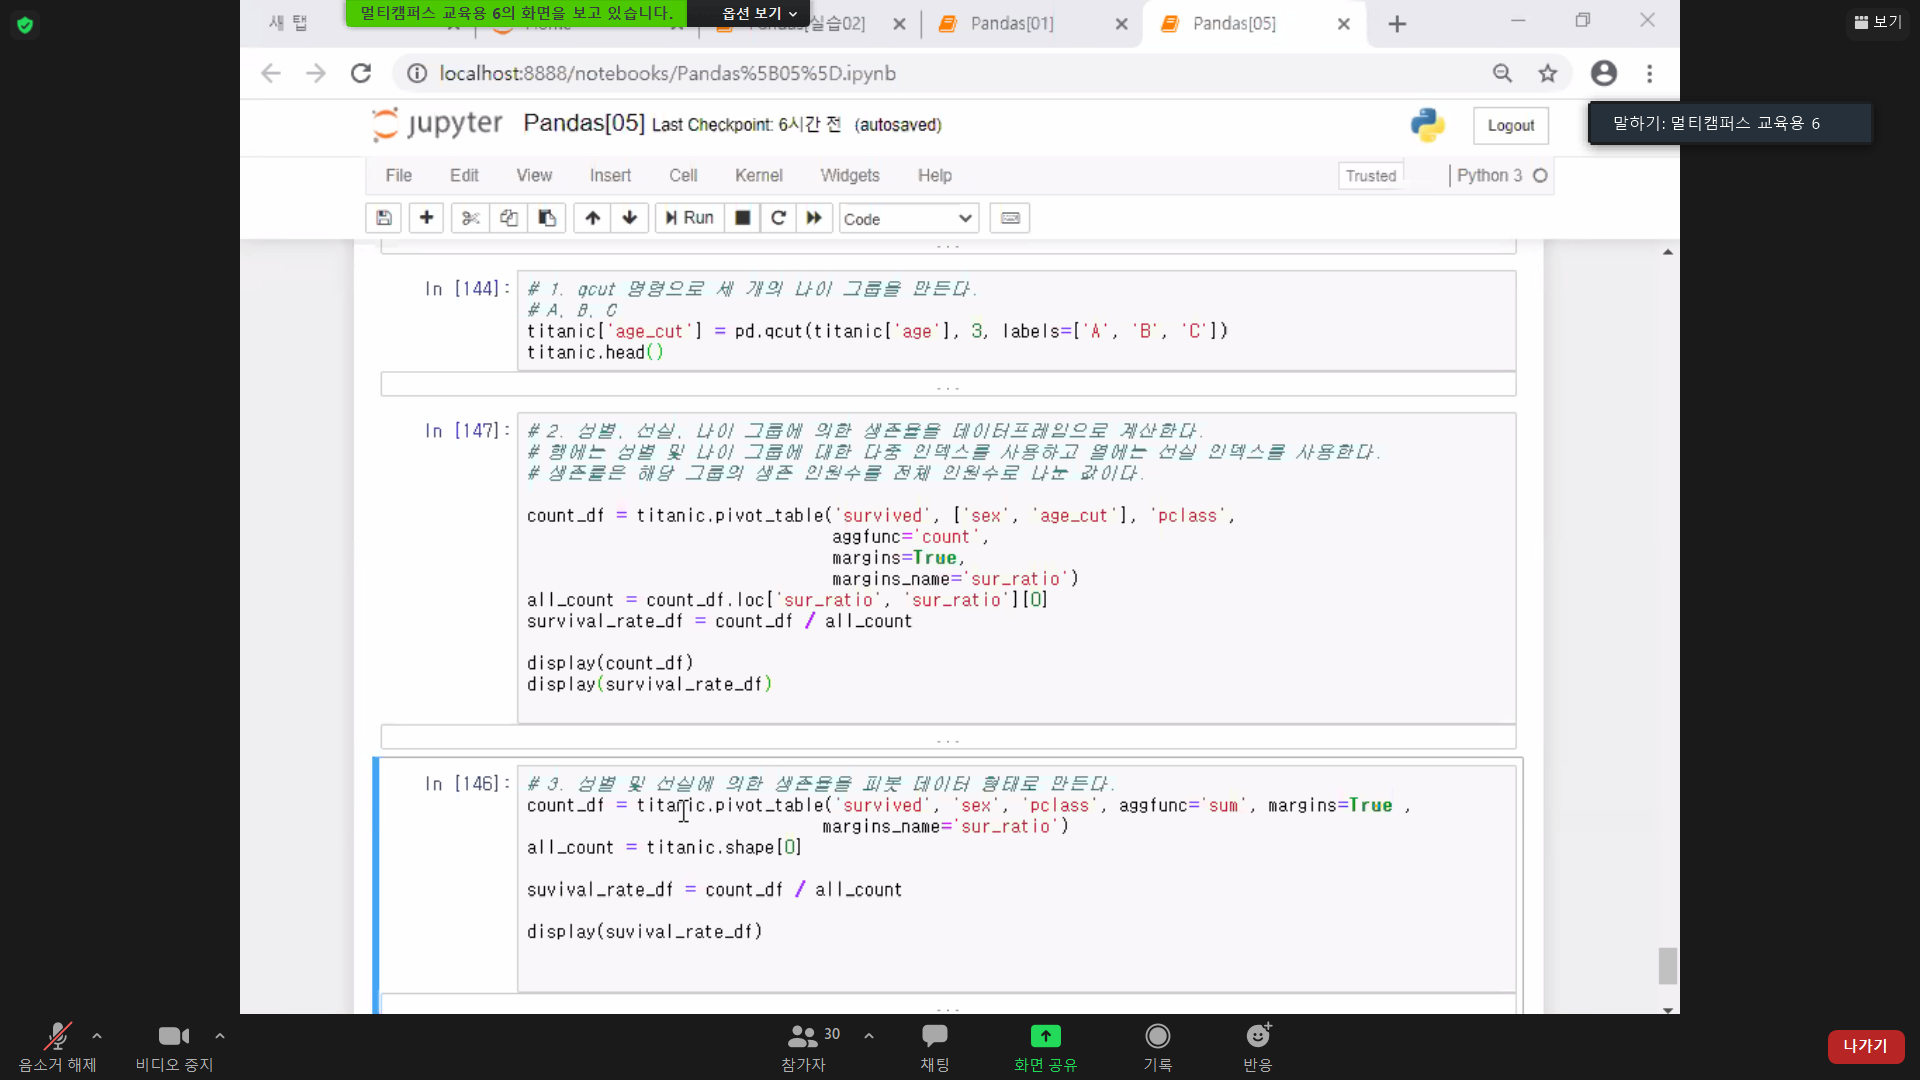 새 탭
멀티캠퍼스 교육용 6의 화면을 보고 있습니다.
옵션 보기
실습02]
Pandas[01]
Pandas[05]
보기
localhost:8888/notebooks/Pandas%5B05%5D.ipynb
jupyter
Pandas[05] Last Checkpoint: 6시간 전 (autosaved)
Logout
말하기: 멀티캠퍼스 교육용 6
File Edit View Insert Cell Kernel Widgets Help
Trusted
Python 3
Run
Code
...
In [144]:
# 1. qcut 명령으로 세 개의 나이 그룹을 만든다.
# A, B, C
titanic['age_cut'] = pd.qcut(titanic['age'], 3, labels=['A', 'B', 'C'])
titanic.head()
...
In [147]:
# 2. 성별, 선실, 나이 그룹에 의한 생존율을 데이터프레임으로 계산한다.
# 행에는 성별 및 나이 그룹에 대한 다중 인덱스를 사용하고 열에는 선실 인덱스를 사용한다.
# 생존률은 해당 그룹의 생존 인원수를 전체 인원수로 나눈 값이다.
count_df = titanic.pivot_table('survived', ['sex', 'age_cut'], 'pclass',
aggfunc='count',
margins=True,
margins_name='sur_ratio')
all_count = count_df.loc['sur_ratio', 'sur_ratio'][0]
survival_rate_df = count_df / all_count
display(count_df)
display(survival_rate_df)
...
In [146]:
# 3. 성별 및 선실에 의한 생존율을 피봇 데이터 형태로 만든다.
count_df = titanic.pivot_table('survived', 'sex', 'pclass', aggfunc='sum', margins=True ,
margins_name='sur_ratio')
all_count = titanic.shape[0]
suvival_rate_df = count_df / all_count
display(suvival_rate_df)
...
음소거 해제
비디오 중지
30
참가자
채팅
화면 공유
기록
반응
나가기